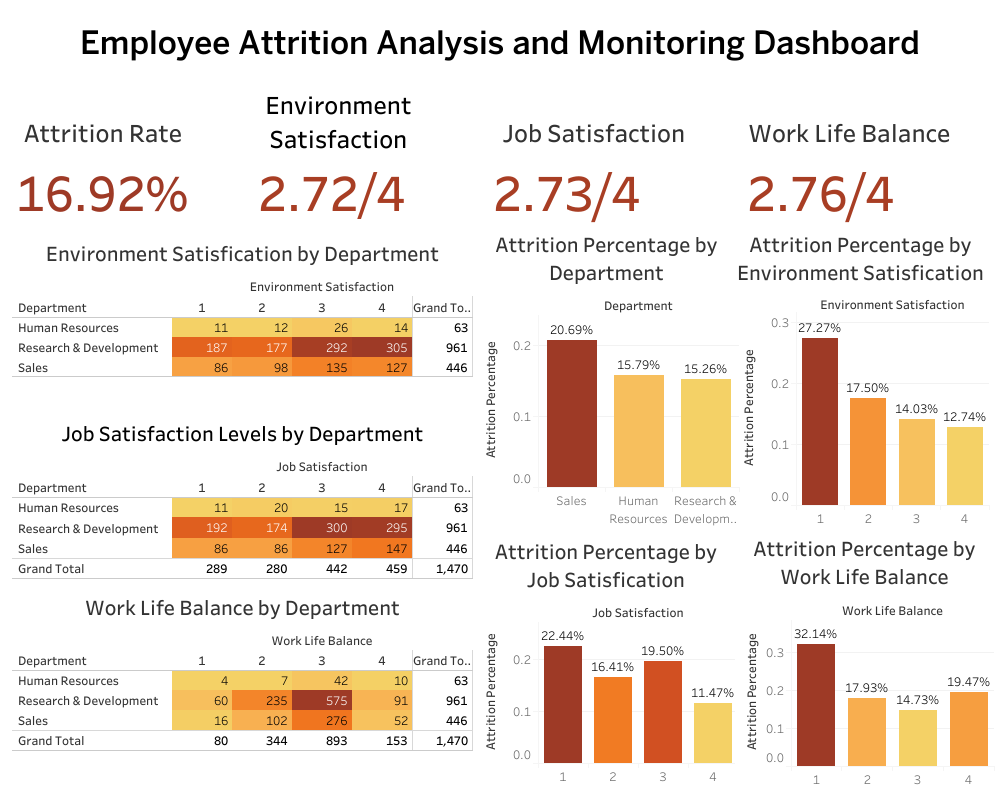 Employee Attrition Analysis and Monitoring Dashboard
Attrition Rate
16.92%
Environment
Satisfaction
2.72/4
Job Satisfaction
2.73/4
Work Life Balance
2.76/4
Environment Satisfication by Department
Environment Satisfaction
Department 1 2 3 4 Grand To..
Human Resources 11 12 26 14 63
Research & Development 187 177 292 305 961
Sales 86 98 135 127 446
Job Satisfaction Levels by Department
Job Satisfaction
Department 1 2 3 4 Grand To..
Human Resources 11 20 15 17 63
Research & Development 192 174 300 295 961
Sales 86 86 127 147 446
Grand Total 289 280 442 459 1,470
Work Life Balance by Department
Work Life Balance
Department 1 2 3 4 Grand To..
Human Resources 4 7 42 10 63
Research & Development 60 235 575 91 961
Sales 16 102 276 52 446
Grand Total 80 344 893 153 1,470
Attrition Percentage by
Department
Department
Attrition Percentage
0.2
0.1
0.0
20.69%
15.79%
15.26%
Sales
Human
Resources
Research &
Developm..
Attrition Percentage by
Environment Satisfication
Environment Satisfaction
Attrition Percentage
0.3
0.2
0.1
0.0
27.27%
17.50%
14.03%
12.74%
1 2 3 4
Attrition Percentage by
Job Satisfication
Job Satisfaction
Attrition Percentage
0.2
0.1
0.0
22.44%
16.41%
19.50%
11.47%
1 2 3 4
Attrition Percentage by
Work Life Balance
Work Life Balance
Attrition Percentage
0.3
0.2
0.1
0.0
32.14%
17.93%
14.73%
19.47%
1 2 3 4